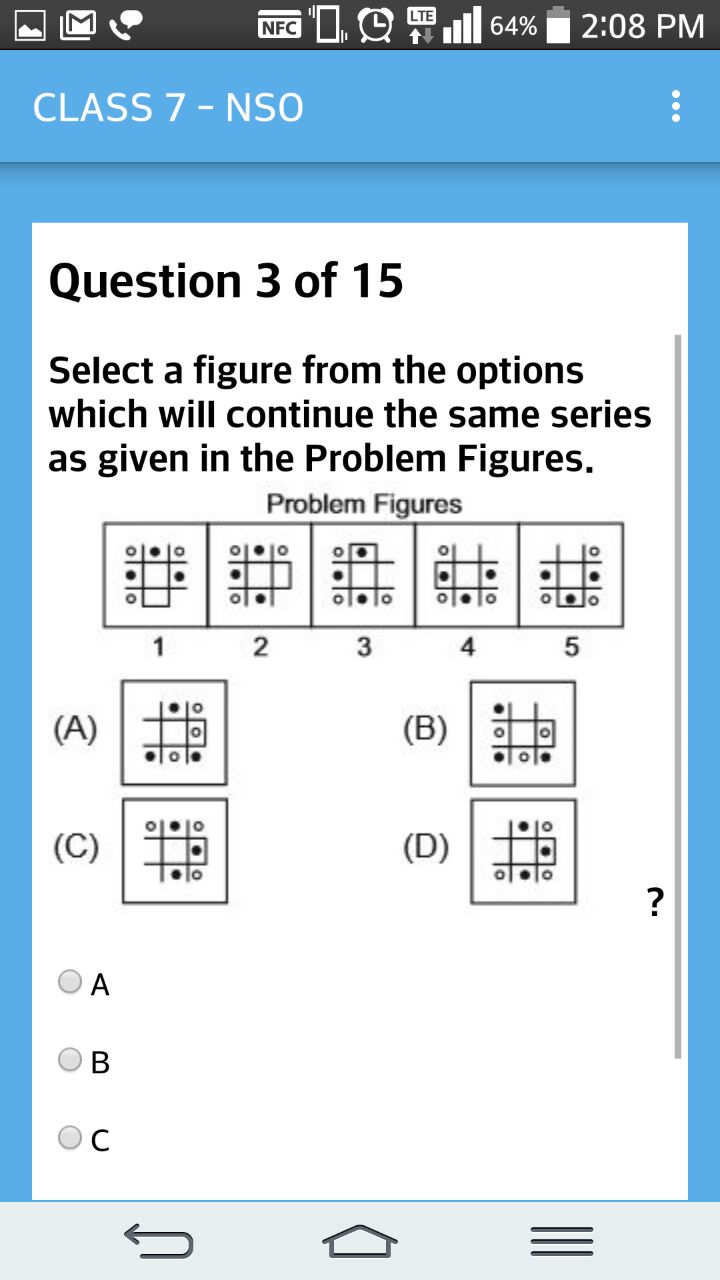 NFC LTE 64% 2:08 PM
CLASS 7 - NSO
Question 3 of 15
Select a figure from the options
which will continue the same series
as given in the Problem Figures.
Problem Figures
1 2 3 4 5
(A) (B)
(C) (D)
?
A
B
C